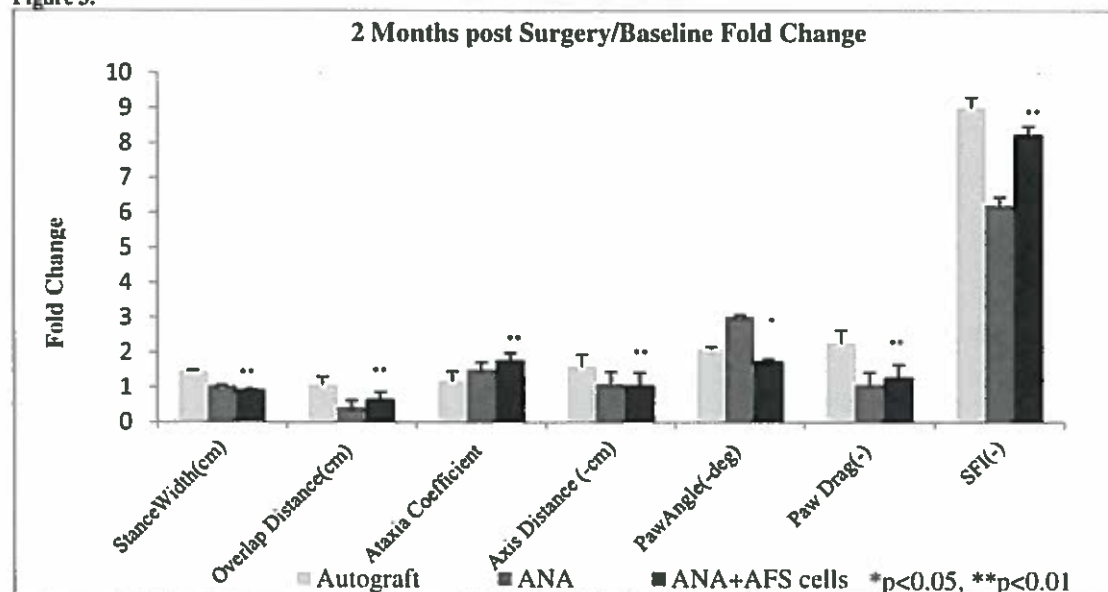 Figure 3.
2 Months post Surgery/Baseline Fold Change
Fold Change
10
9
8
7
6
5
4
3
2
1
0
** ** ** ** * ** **
StanceWidth(cm)
Overlap Distance(cm)
Ataxia Coefficient
Axis Distance (-cm)
PawAngle(-deg)
Paw Drag(-)
SFI(-)
Autograft ANA ANA+AFS cells *p<0.05, **p<0.01